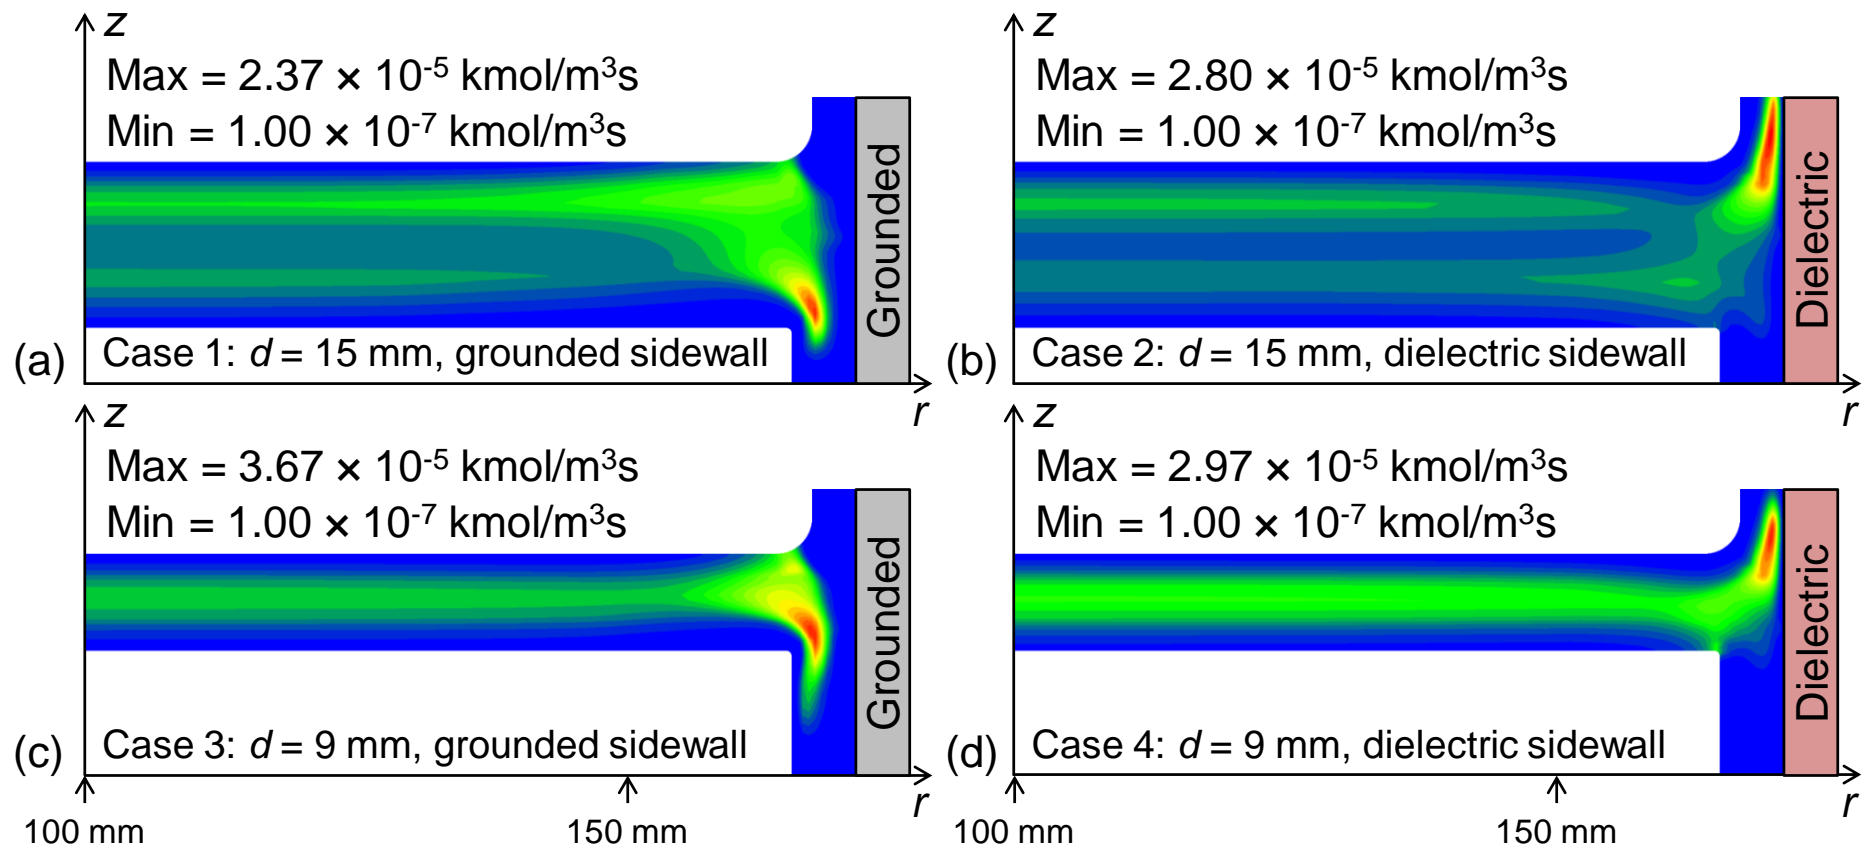 z
Max = 2.37 × 10⁻⁵ kmol/m³s
Min = 1.00 × 10⁻⁷ kmol/m³s
Grounded
(a)
Case 1: d = 15 mm, grounded sidewall
r
z
Max = 2.80 × 10⁻⁵ kmol/m³s
Min = 1.00 × 10⁻⁷ kmol/m³s
Dielectric
(b)
Case 2: d = 15 mm, dielectric sidewall
r
z
Max = 3.67 × 10⁻⁵ kmol/m³s
Min = 1.00 × 10⁻⁷ kmol/m³s
Grounded
(c)
Case 3: d = 9 mm, grounded sidewall
r
100 mm
150 mm
z
Max = 2.97 × 10⁻⁵ kmol/m³s
Min = 1.00 × 10⁻⁷ kmol/m³s
Dielectric
(d)
Case 4: d = 9 mm, dielectric sidewall
r
100 mm
150 mm